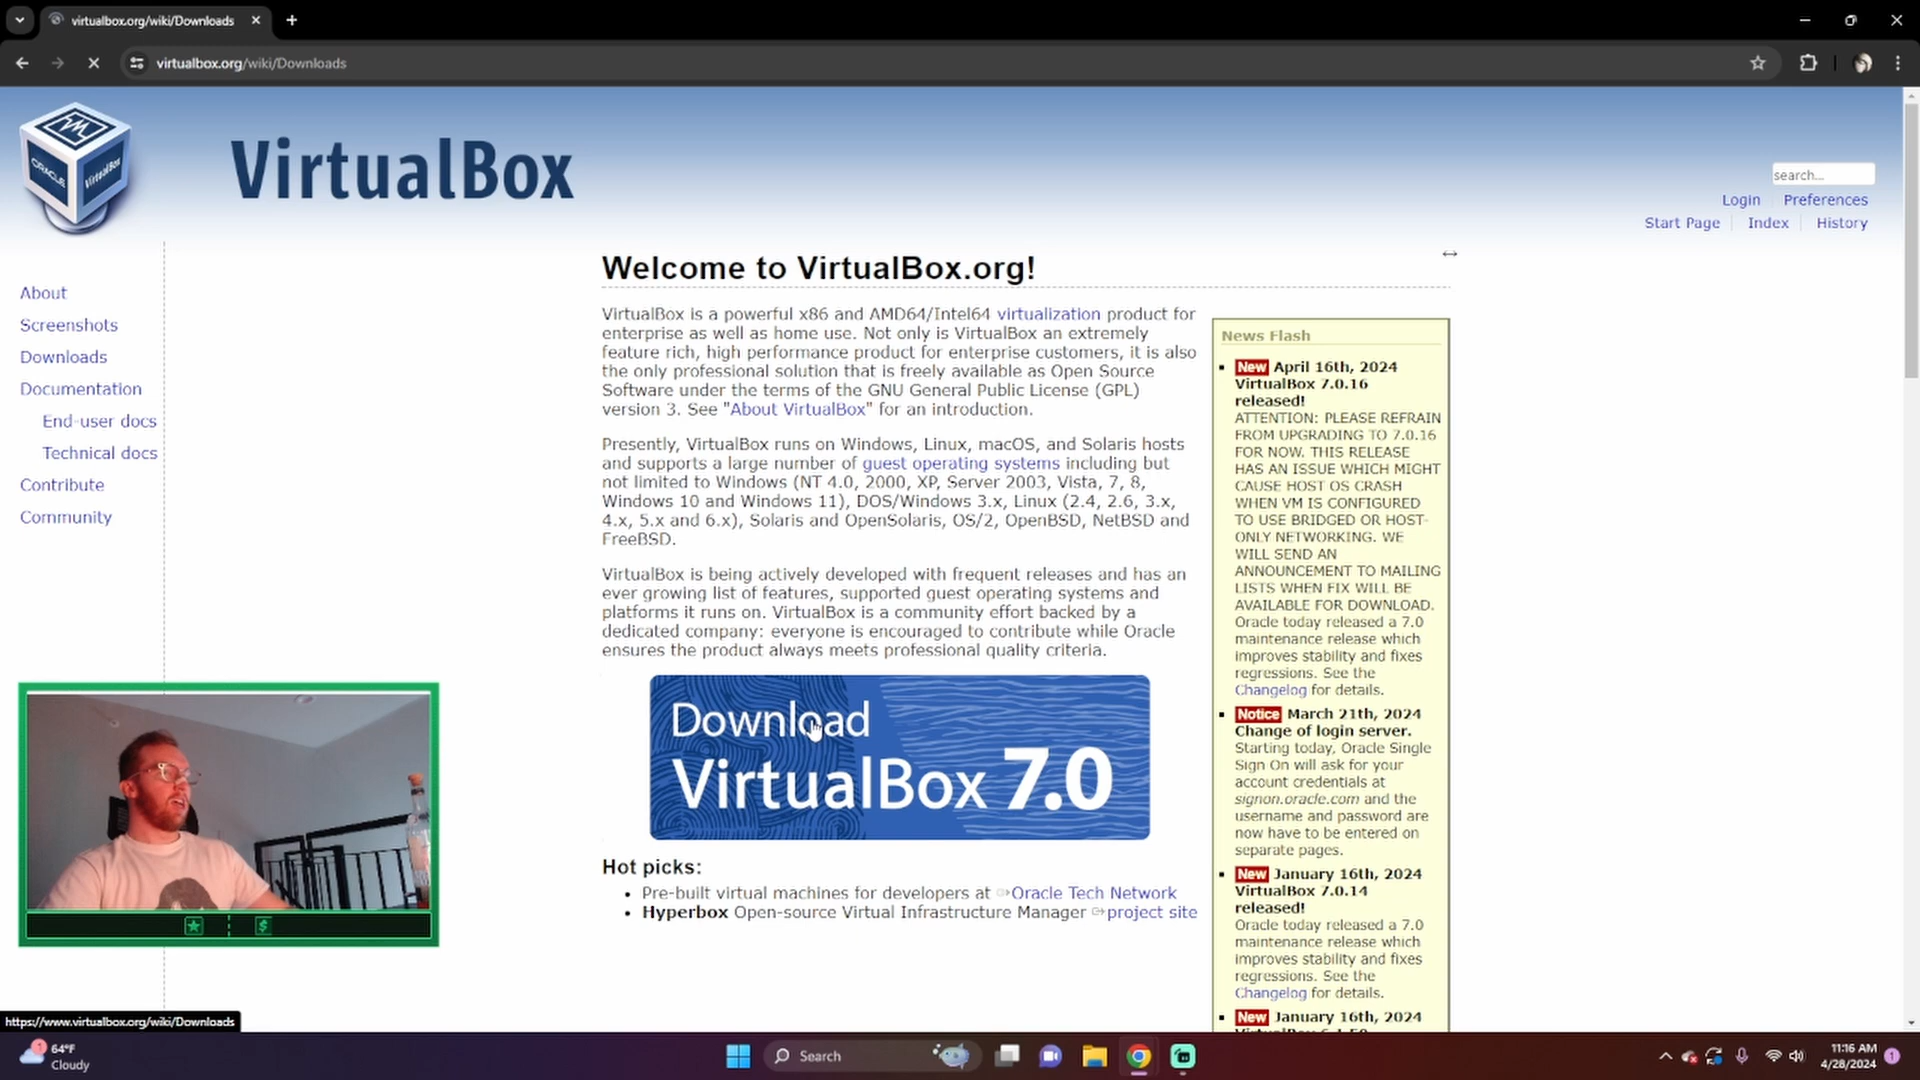 virtualbox.org/wiki/Downloads
virtualbox.org/wiki/Downloads
ORACLE
VirtualBox
VirtualBox
search...
Login
Preferences
Start Page
Index
History
About
Screenshots
Downloads
Documentation
End-user docs
Technical docs
Contribute
Community
Welcome to VirtualBox.org!
VirtualBox is a powerful x86 and AMD64/Intel64 virtualization product for
enterprise as well as home use. Not only is VirtualBox an extremely
feature rich, high performance product for enterprise customers, it is also
the only professional solution that is freely available as Open Source
Software under the terms of the GNU General Public License (GPL)
version 3. See "About VirtualBox" for an introduction.
Presently, VirtualBox runs on Windows, Linux, macOS, and Solaris hosts
and supports a large number of guest operating systems including but
not limited to Windows (NT 4.0, 2000, XP, Server 2003, Vista, 7, 8,
Windows 10 and Windows 11), DOS/Windows 3.x, Linux (2.4, 2.6, 3.x,
4.x, 5.x and 6.x), Solaris and OpenSolaris, OS/2, OpenBSD, NetBSD and
FreeBSD.
VirtualBox is being actively developed with frequent releases and has an
ever growing list of features, supported guest operating systems and
platforms it runs on. VirtualBox is a community effort backed by a
dedicated company: everyone is encouraged to contribute while Oracle
ensures the product always meets professional quality criteria.
Download
VirtualBox 7.0
Hot picks:
Pre-built virtual machines for developers at Oracle Tech Network
Hyperbox Open-source Virtual Infrastructure Manager project site
News Flash
New April 16th, 2024
VirtualBox 7.0.16
released!
ATTENTION: PLEASE REFRAIN
FROM UPGRADING TO 7.0.16
FOR NOW. THIS RELEASE
HAS AN ISSUE WHICH MIGHT
CAUSE HOST OS CRASH
WHEN VM IS CONFIGURED
TO USE BRIDGED OR HOST-
ONLY NETWORKING. WE
WILL SEND AN
ANNOUNCEMENT TO MAILING
LISTS WHEN FIX WILL BE
AVAILABLE FOR DOWNLOAD.
Oracle today released a 7.0
maintenance release which
improves stability and fixes
regressions. See the
Changelog for details.
Notice March 21th, 2024
Change of login server.
Starting today, Oracle Single
Sign On will ask for your
account credentials at
signon.oracle.com and the
username and password are
now have to be entered on
separate pages.
New January 16th, 2024
VirtualBox 7.0.14
released!
Oracle today released a 7.0
maintenance release which
improves stability and fixes
regressions. See the
Changelog for details.
New January 16th, 2024
https://www.virtualbox.org/wiki/Downloads
1
64°F
Cloudy
Search
11:16 AM
4/28/2024
1